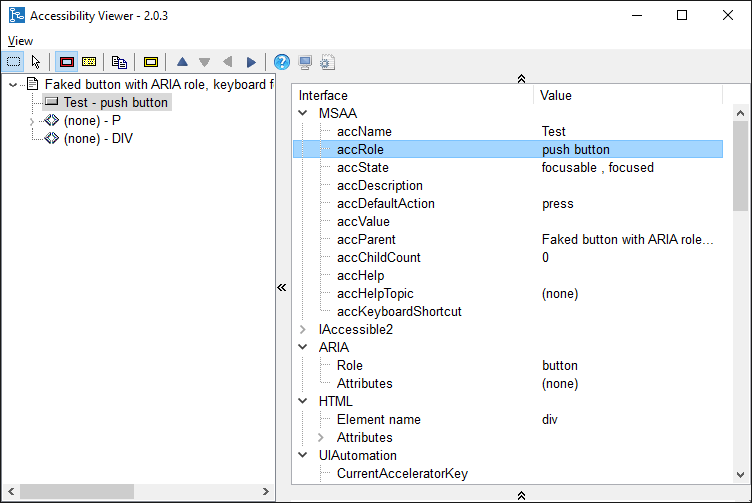 Accessibility Viewer - 2.0.3
View
Faked button with ARIA role, keyboard f
Test - push button
(none) - P
(none) - DIV
Interface Value
MSAA
accName Test
accRole push button
accState focusable , focused
accDescription
accDefaultAction press
accValue
accParent Faked button with ARIA role...
accChildCount 0
accHelp
accHelpTopic (none)
accKeyboardShortcut
IAccessible2
ARIA
Role button
Attributes (none)
HTML
Element name div
Attributes
UIAutomation
CurrentAcceleratorKey